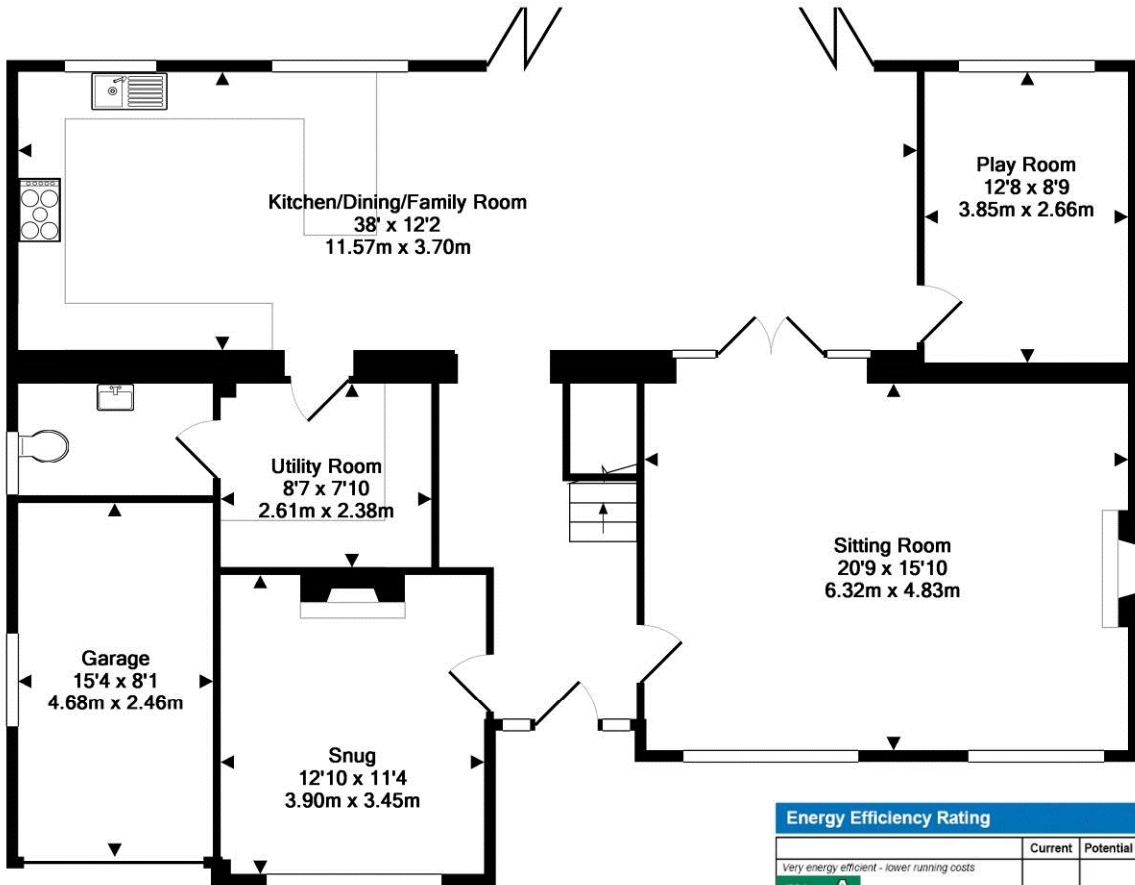 Kitchen/Dining/Family Room
38' x 12'2
11.57m x 3.70m
Play Room
12'8 x 8'9
3.85m x 2.66m
Utility Room
8'7 x 7'10
2.61m x 2.38m
Sitting Room
20'9 x 15'10
6.32m x 4.83m
Garage
15'4 x 8'1
4.68m x 2.46m
Snug
12'10 x 11'4
3.90m x 3.45m
Energy Efficiency Rating
Current Potential
Very energy efficient - lower running costs
A